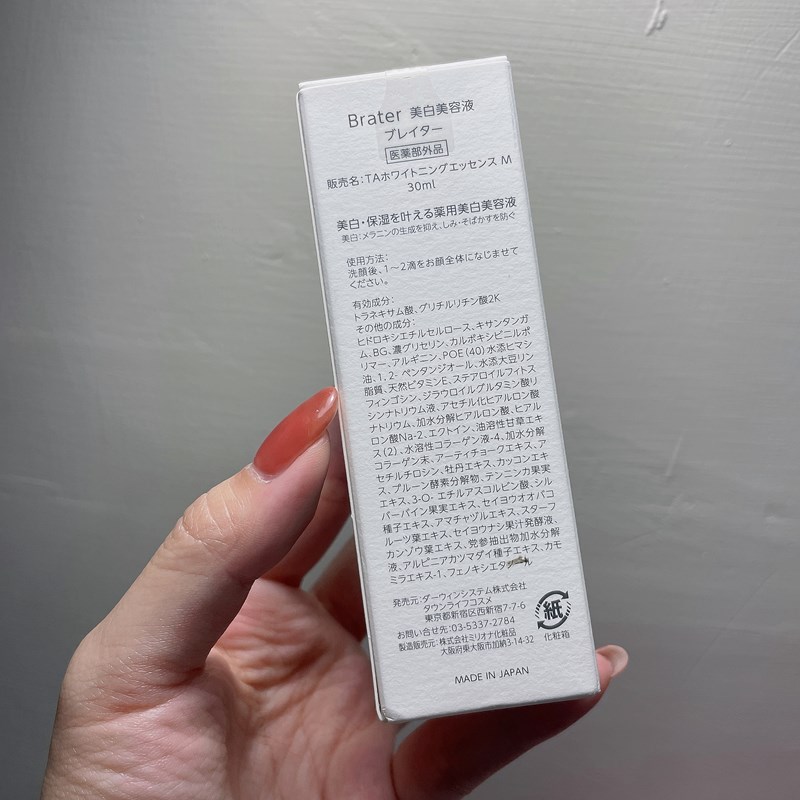 Brater 美白美容液
ブレイター
医薬部外品
販売名:TAホワイトニングエッセンス M
30ml
美白・保湿を叶える薬用美白美容液
美白:メラニンの生成を抑え、しみ・そばかすを防ぐ
使用方法:
洗顔後、1〜2滴をお顔全体になじませて
ください。
有効成分:
トラネキサム酸、グリチルリチン酸2K
その他の成分:
ヒドロキシエチルセルロース、キサンタンガ
ム、BG、濃グリセリン、カルボキシビニルポ
リマー、アルギニン、POE(40)水添ヒマシ
油、1,2-ペンタンジオール、水添大豆リン
脂質、天然ビタミンE、ステアロイルフィトス
フィンゴシン、ジラウロイルグルタミン酸リ
シンナトリウム液、アセチル化ヒアルロン酸
ナトリウム、加水分解ヒアルロン酸、ヒアル
ロン酸Na-2、エクトイン、油溶性甘草エキ
ス(2)、水溶性コラーゲン液-4、加水分解
コラーゲン末、アーティチョークエキス、ア
セチルチロシン、牡丹エキス、カッコンエキ
ス、プルーン酵素分解物、テンニンカ果実
エキス、3-O-エチルアスコルビン酸、シル
バーバイン果実エキス、セイヨウオオバコ
種子エキス、アマチャヅルエキス、スターフ
ルーツ葉エキス、セイヨウナシ果汁発酵液、
カンゾウ葉エキス、党参抽出物加水分解
液、アルピニアカツマダイ種子エキス、カモ
ミラエキス-1、フェノキシエタ
発売元:ダーウィンシステム株式会社
タウンライフコスメ
東京都新宿区西新宿7-7-6
お問い合せ先:03-5337-2784
製造販売元:株式会社ミリオナ化粧品
大阪府東大阪市加納3-14-32
紙
化粧箱
MADE IN JAPAN